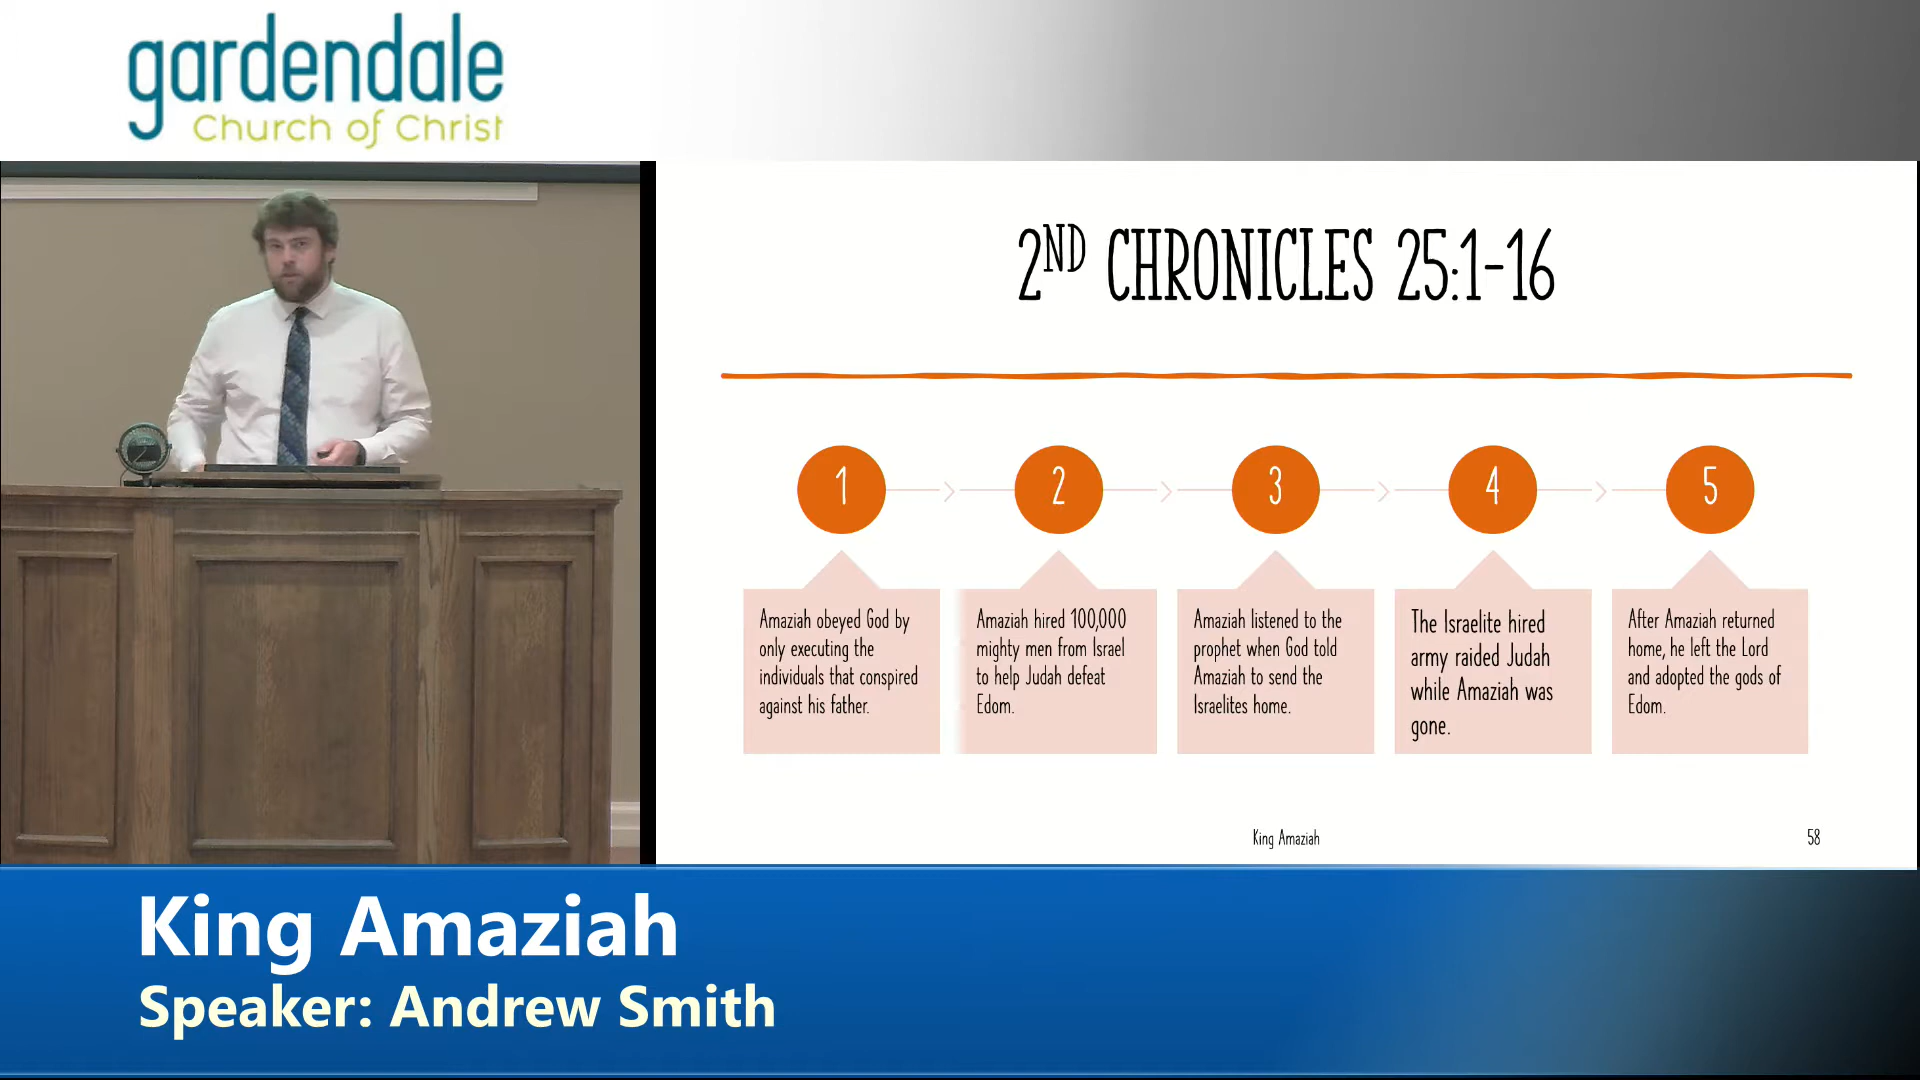 gardendale
Church of Christ
2ND CHRONICLES 25:1-16
1
2
3
4
5
Amaziah obeyed God by
only executing the
individuals that conspired
against his father.
Amaziah hired 100,000
mighty men from Israel
to help Judah defeat
Edom.
Amaziah listened to the
prophet when God told
Amaziah to send the
Israelites home.
The Israelite hired
army raided Judah
while Amaziah was
gone.
After Amaziah returned
home, he left the Lord
and adopted the gods of
Edom.
King Amaziah
58
King Amaziah
Speaker: Andrew Smith